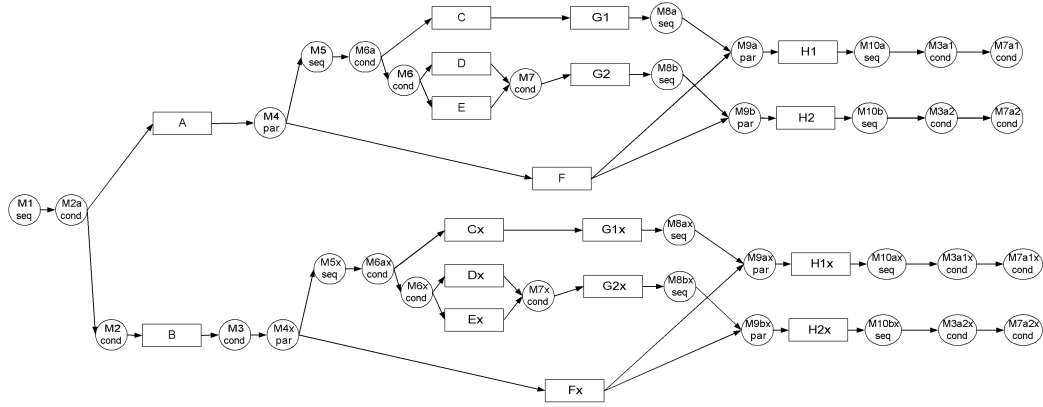 M1
seq
M2a
cond
A
M4
par
M5
seq
M6a
cond
C
G1
M8a
seq
M6
cond
D
E
M7
cond
G2
M8b
seq
F
M9a
par
H1
M10a
seq
M3a1
cond
M7a1
cond
M9b
par
H2
M10b
seq
M3a2
cond
M7a2
cond
M2
cond
B
M3
cond
M4x
par
M5x
seq
M6ax
cond
Cx
G1x
M8ax
seq
M6x
cond
Dx
Ex
M7x
cond
G2x
M8bx
seq
Fx
M9ax
par
H1x
M10ax
seq
M3a1x
cond
M7a1x
cond
M9bx
par
H2x
M10bx
seq
M3a2x
cond
M7a2x
cond